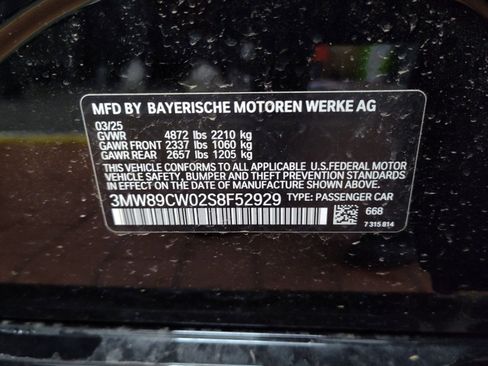 MFD BY BAYERISCHE MOTOREN WERKE AG
03/25
GVWR 4872 lbs 2210 kg
GAWR FRONT 2337 lbs 1060 kg
GAWR REAR 2657 lbs 1205 kg
THIS VEHICLE CONFORMS TO ALL APPLICABLE U.S. FEDERAL MOTOR
VEHICLE SAFETY, BUMPER, AND THEFT PREVENTION STANDARDS
IN EFFECT ON THE DATE OF MANUFACTURE SHOWN ABOVE.
3MW89CW02S8F52929 TYPE: PASSENGER CAR
668
7 315 814